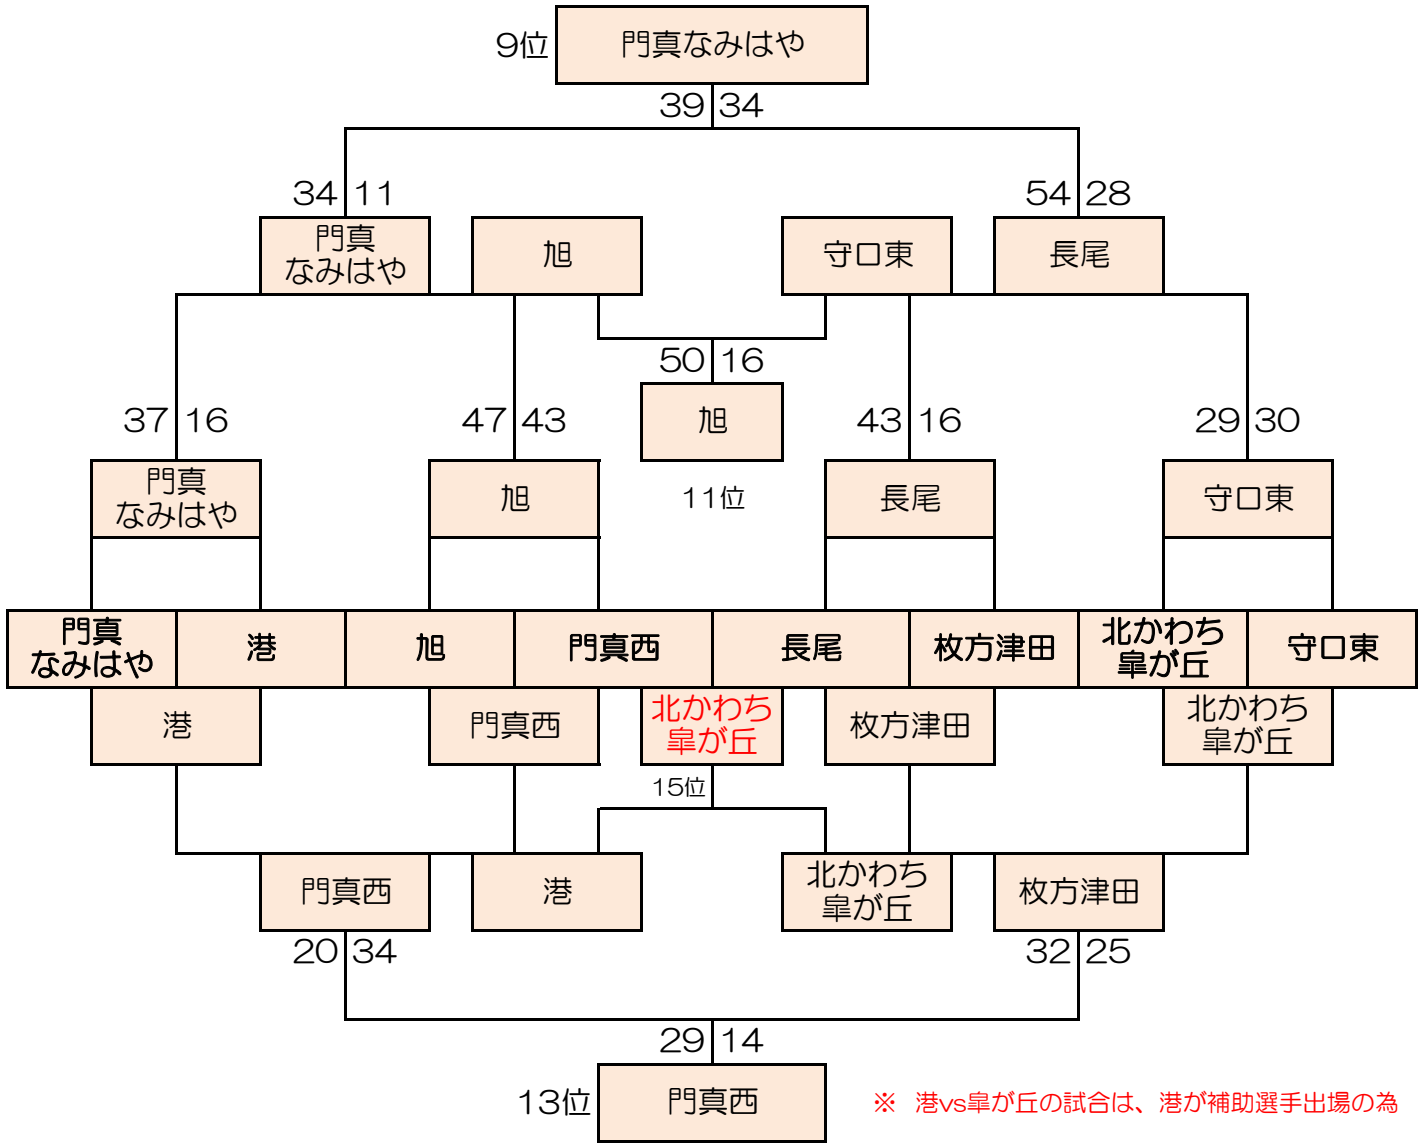 9位
門真なみはや
39 34
34 11
54 28
門真
なみはや
旭
守口東
長尾
50 16
37 16
47 43
旭
43 16
29 30
門真
なみはや
旭
11位
長尾
守口東
門真
なみはや
港
旭
門真西
長尾
枚方津田
北かわち
皐が丘
守口東
港
門真西
北かわち
皐が丘
枚方津田
北かわち
皐が丘
15位
門真西
港
北かわち
皐が丘
枚方津田
20 34
32 25
29 14
13位
門真西
※ 港vs皐が丘の試合は、港が補助選手出場の為